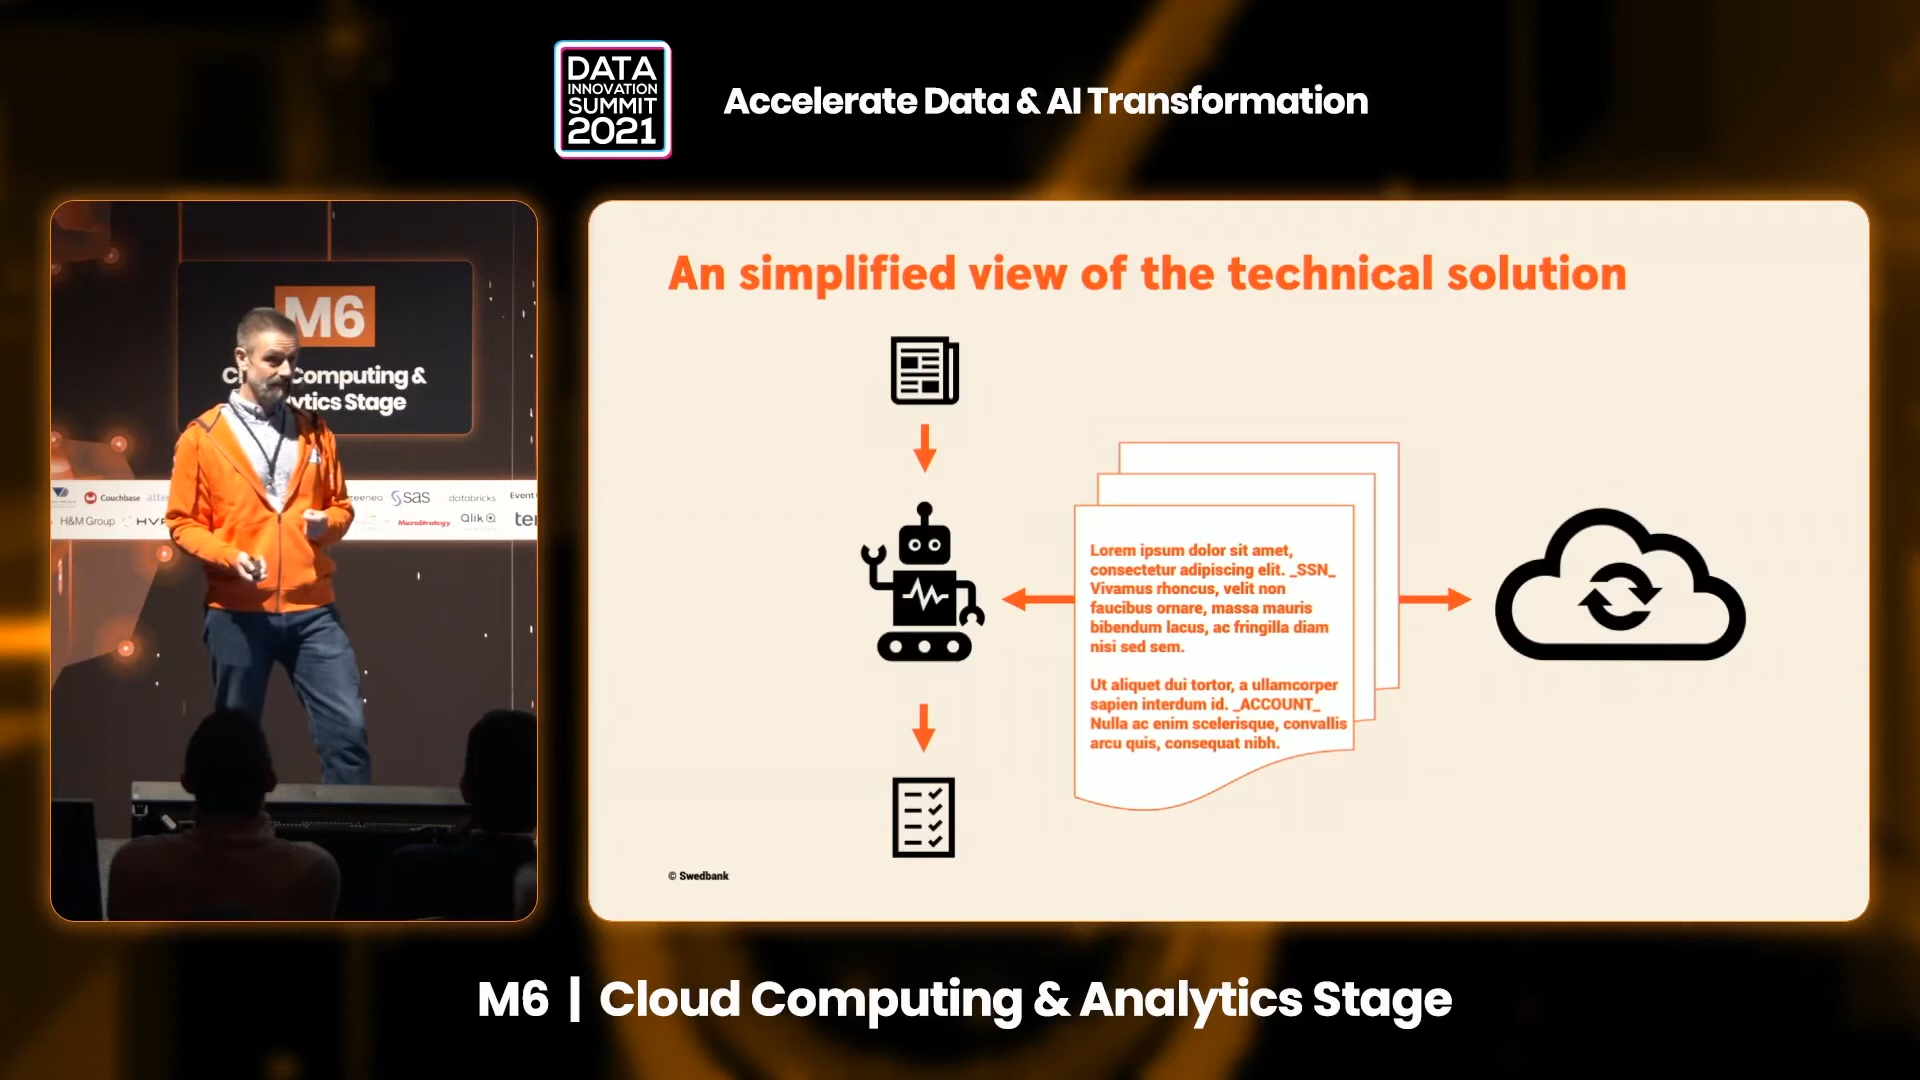 DATA
INNOVATION
SUMMIT
2021
Accelerate Data & AI Transformation
M6
Computing &
Stage
Couchbase
sas
databricks
Event
H&M Group
MicroStrategy
Qlik
An simplified view of the technical solution
Lorem ipsum dolor sit amet,
consectetur adipiscing elit. _SSN_
Vivamus rhoncus, velit non
faucibus ornare, massa mauris
bibendum lacus, ac fringilla diam
nisi sed sem.
Ut aliquet dui tortor, a ullamcorper
sapien interdum id. _ACCOUNT_
Nulla ac enim scelerisque, convallis
arcu quis, consequat nibh.
© Swedbank
M6 | Cloud Computing & Analytics Stage